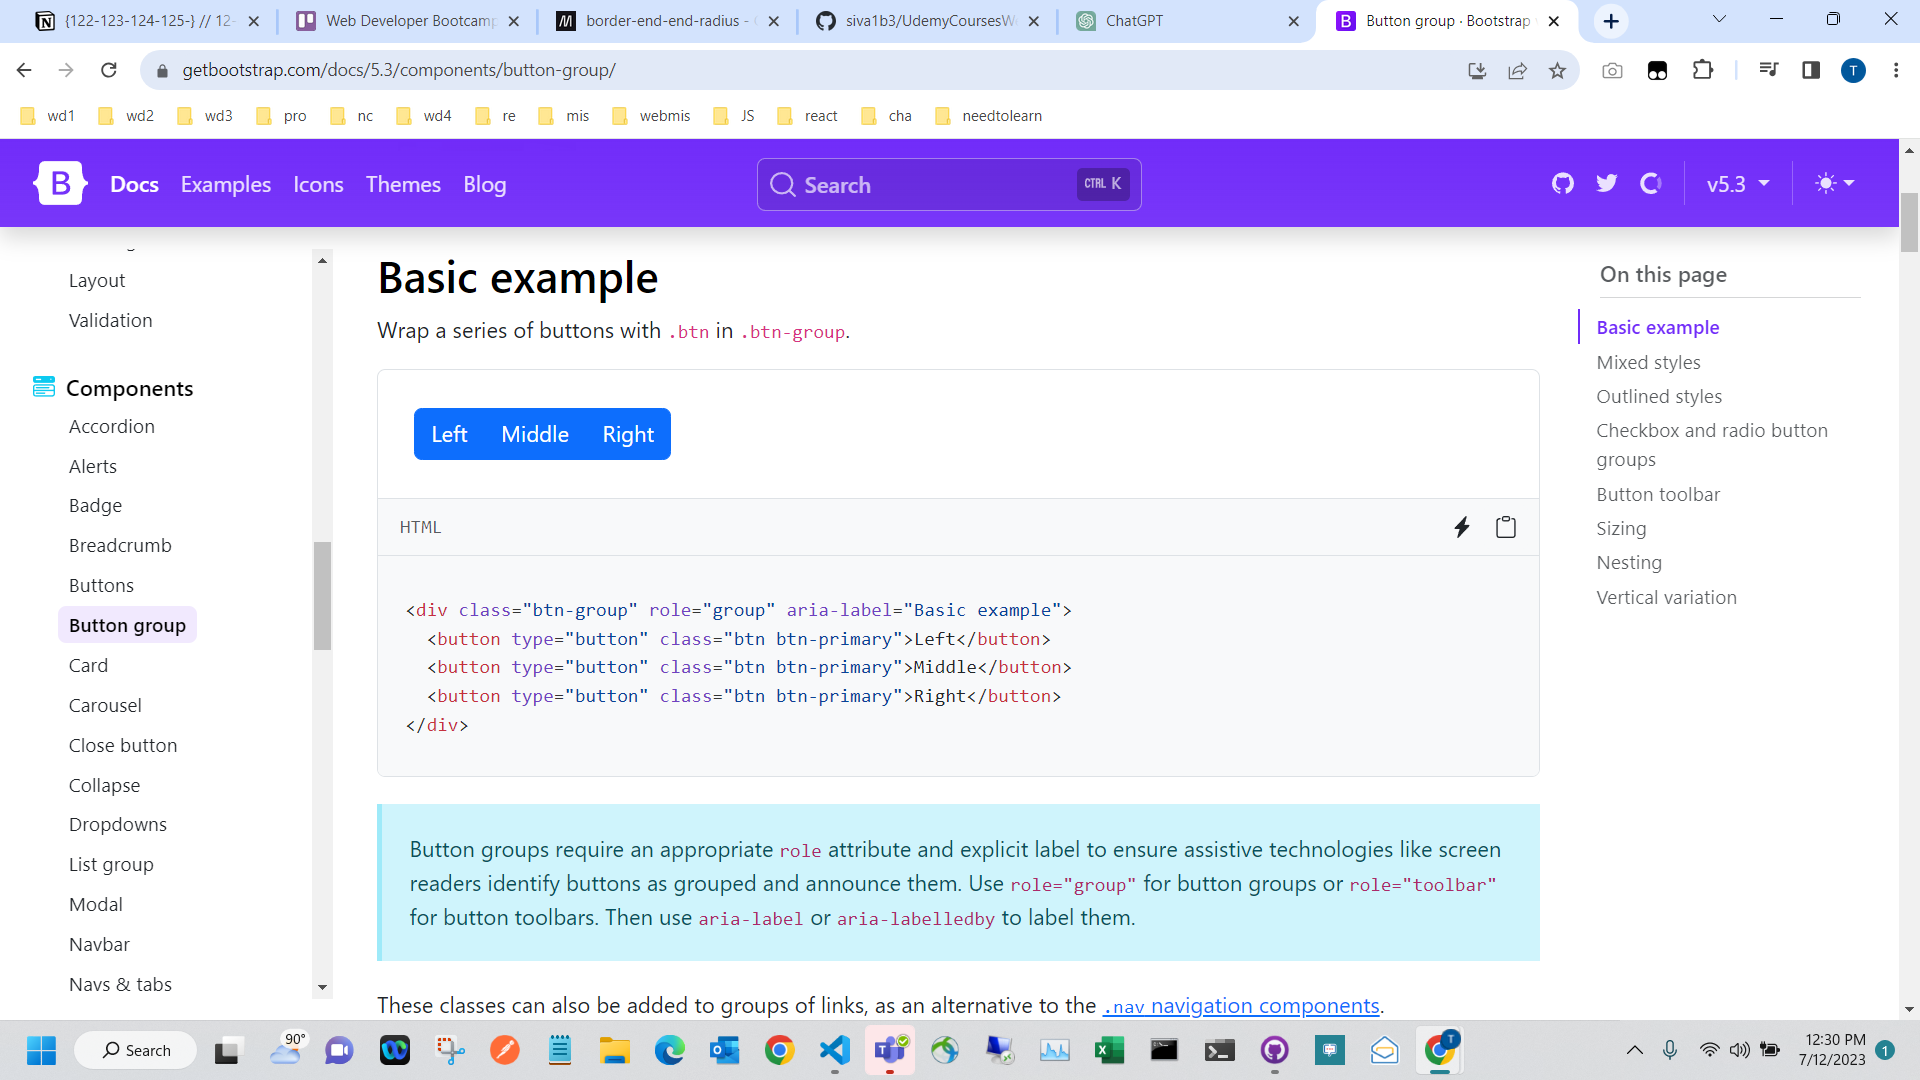 {122-123-124-125-} // 12-
Web Developer Bootcamp
border-end-end-radius -
siva1b3/UdemyCoursesW
ChatGPT
Button group · Bootstrap
getbootstrap.com/docs/5.3/components/button-group/
T
wd1
wd2
wd3
pro
nc
wd4
re
mis
webmis
JS
react
cha
needtolearn
B
Docs
Examples
Icons
Themes
Blog
Search
CTRL K
v5.3
Layout
Validation
Components
Accordion
Alerts
Badge
Breadcrumb
Buttons
Button group
Card
Carousel
Close button
Collapse
Dropdowns
List group
Modal
Navbar
Navs & tabs
Basic example
Wrap a series of buttons with .btn in .btn-group.
Left Middle Right
HTML
<div class="btn-group" role="group" aria-label="Basic example">
<button type="button" class="btn btn-primary">Left</button>
<button type="button" class="btn btn-primary">Middle</button>
<button type="button" class="btn btn-primary">Right</button>
</div>
Button groups require an appropriate role attribute and explicit label to ensure assistive technologies like screen
readers identify buttons as grouped and announce them. Use role="group" for button groups or role="toolbar"
for button toolbars. Then use aria-label or aria-labelledby to label them.
These classes can also be added to groups of links, as an alternative to the .nav navigation components.
On this page
Basic example
Mixed styles
Outlined styles
Checkbox and radio button
groups
Button toolbar
Sizing
Nesting
Vertical variation
Search
90°
12:30 PM
7/12/2023
1